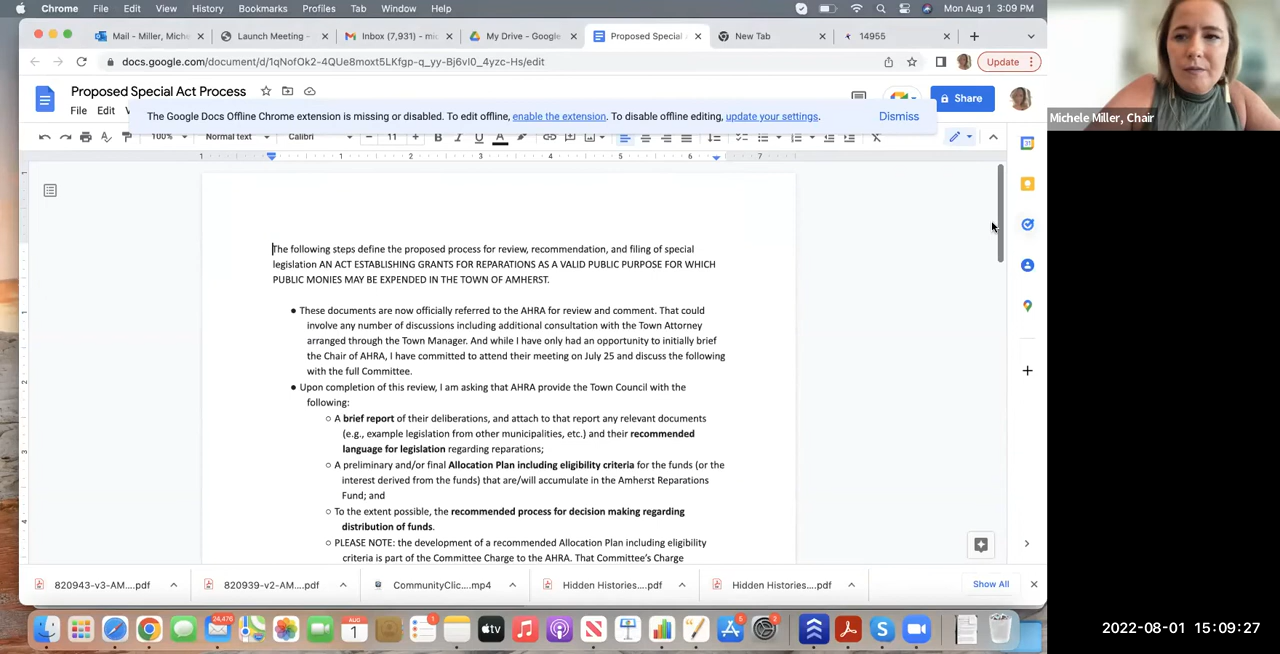 Chrome File Edit View History Bookmarks Profiles Tab Window Help Mon Aug 1 3:09 PM
Mail - Miller, Miche Launch Meeting - Inbox (7,931) - mic My Drive - Google Proposed Special New Tab 14955
docs.google.com/document/d/1qNofOk2-4QUe8moxt5LKfgp-q_yy-Bj6vI0_4yzc-Hs/edit Update
Proposed Special Act Process
File Edit
Share
The Google Docs Offline Chrome extension is missing or disabled. To edit offline, enable the extension. To disable offline editing, update your settings. Dismiss
100% Normal text Calibri 11
Michele Miller, Chair
1 1 2 3 4 5 6 7
The following steps define the proposed process for review, recommendation, and filing of special
legislation AN ACT ESTABLISHING GRANTS FOR REPARATIONS AS A VALID PUBLIC PURPOSE FOR WHICH
PUBLIC MONIES MAY BE EXPENDED IN THE TOWN OF AMHERST.
● These documents are now officially referred to the AHRA for review and comment. That could
involve any number of discussions including additional consultation with the Town Attorney
arranged through the Town Manager. And while I have only had an opportunity to initially brief
the Chair of AHRA, I have committed to attend their meeting on July 25 and discuss the following
with the full Committee.
● Upon completion of this review, I am asking that AHRA provide the Town Council with the
following:
○ A brief report of their deliberations, and attach to that report any relevant documents
(e.g., example legislation from other municipalities, etc.) and their recommended
language for legislation regarding reparations;
○ A preliminary and/or final Allocation Plan including eligibility criteria for the funds (or the
interest derived from the funds) that are/will accumulate in the Amherst Reparations
Fund; and
○ To the extent possible, the recommended process for decision making regarding
distribution of funds.
○ PLEASE NOTE: the development of a recommended Allocation Plan including eligibility
criteria is part of the Committee Charge to the AHRA. That Committee's Charge
820943-v3-AM....pdf 820939-v2-AM....pdf CommunityClic....mp4 Hidden Histories....pdf Hidden Histories....pdf Show All
2022-08-01 15:09:27